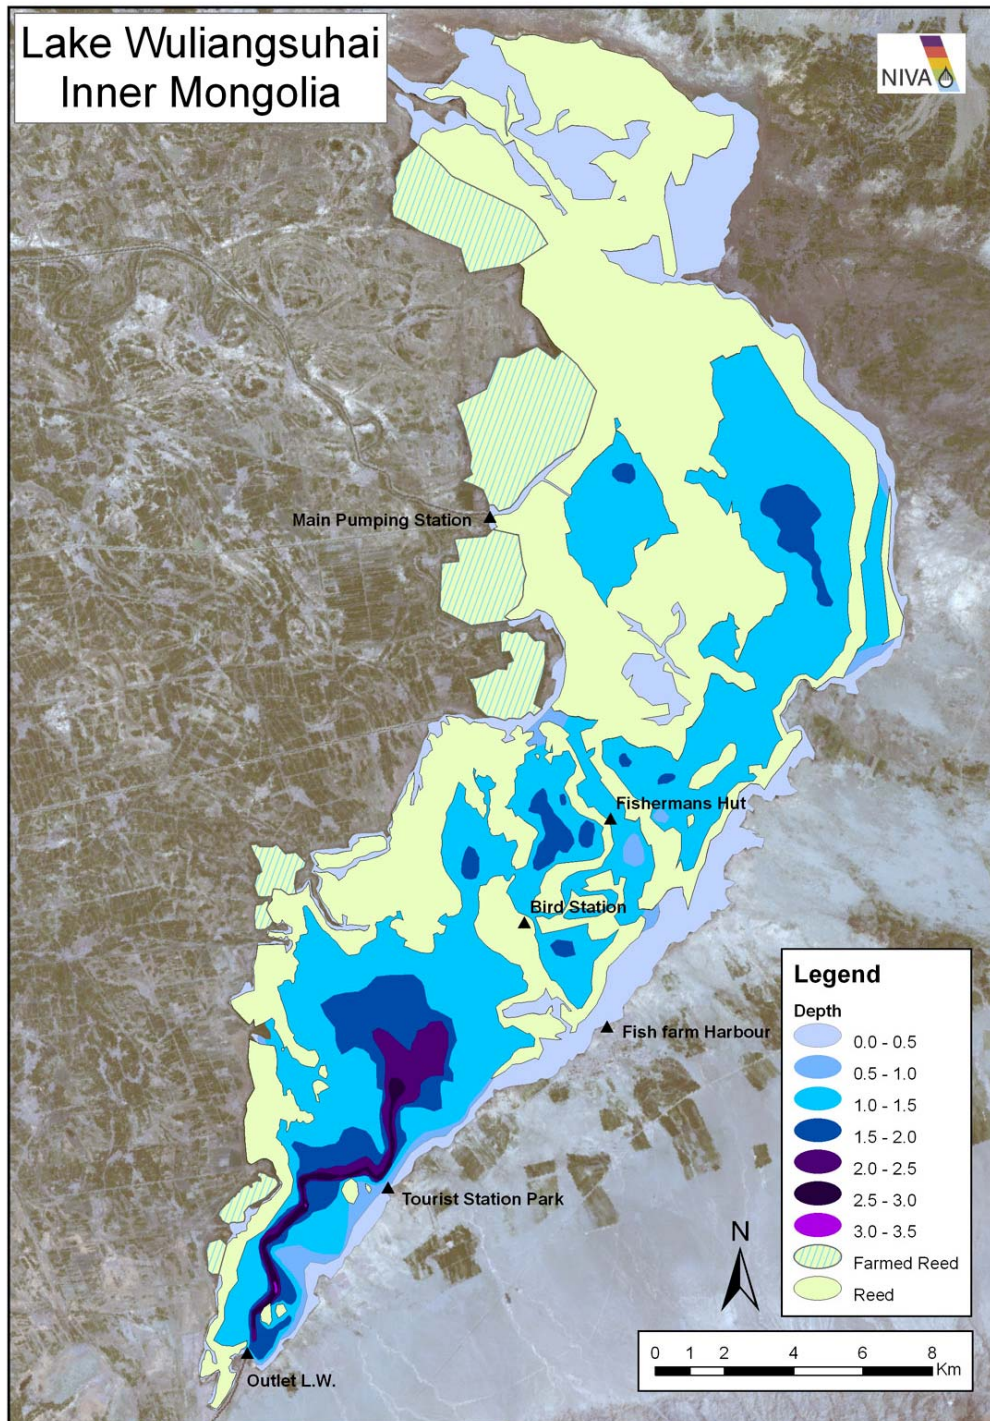 Lake Wuliangsuhai
Inner Mongolia
NIVA
Main Pumping Station
Fishermans Hut
Bird Station
Fish farm Harbour
Tourist Station Park
Outlet L.W.
Legend
Depth
0.0 - 0.5
0.5 - 1.0
1.0 - 1.5
1.5 - 2.0
2.0 - 2.5
2.5 - 3.0
3.0 - 3.5
Farmed Reed
Reed
N
0 1 2 4 6 8
Km